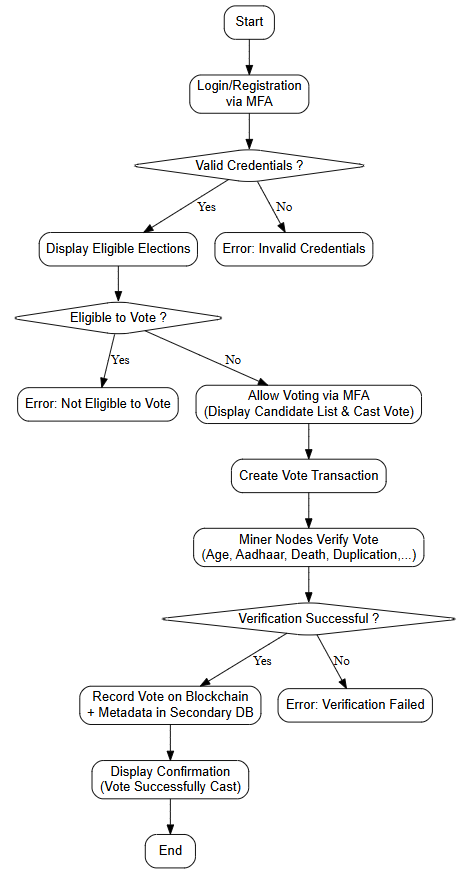 Start
Login/Registration
via MFA
Valid Credentials ?
Yes
No
Display Eligible Elections
Error: Invalid Credentials
Eligible to Vote ?
Yes
No
Error: Not Eligible to Vote
Allow Voting via MFA
(Display Candidate List & Cast Vote)
Create Vote Transaction
Miner Nodes Verify Vote
(Age, Aadhaar, Death, Duplication,...)
Verification Successful ?
Yes
No
Record Vote on Blockchain
+ Metadata in Secondary DB
Error: Verification Failed
Display Confirmation
(Vote Successfully Cast)
End